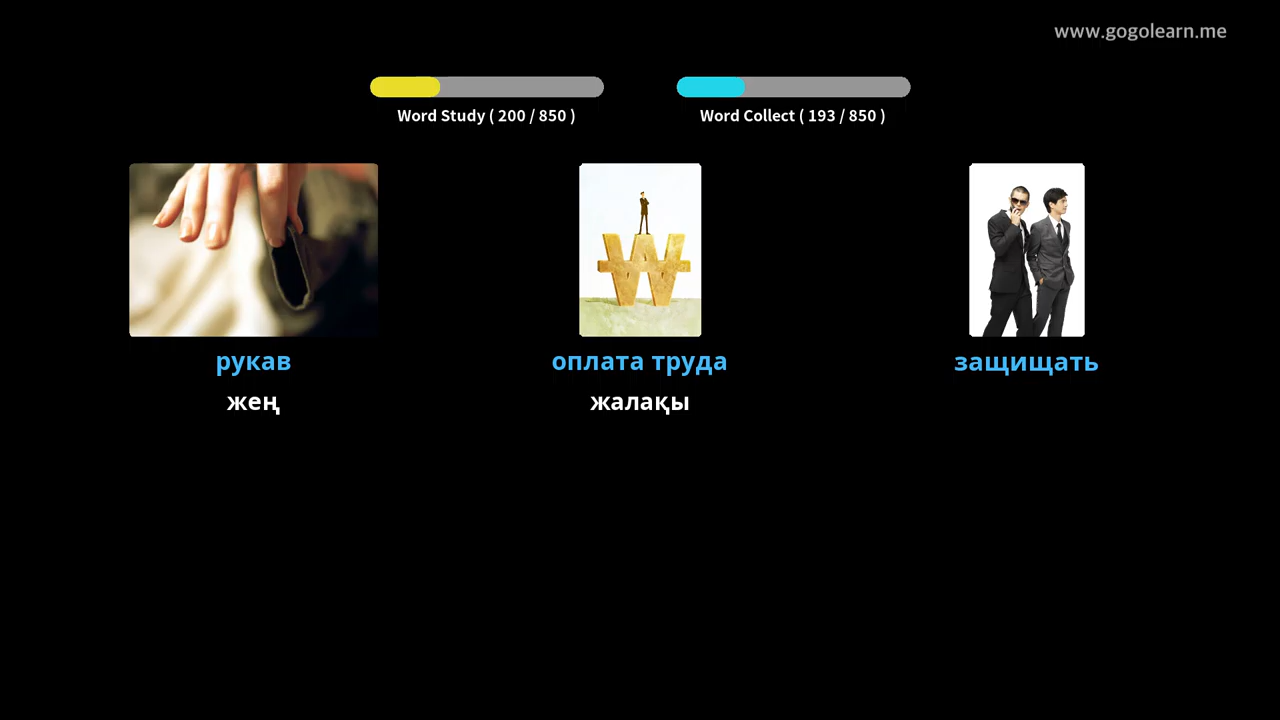 www.gogolearn.me
Word Study ( 200 / 850 )
Word Collect ( 193 / 850 )
рукав
оплата труда
защищать
жең
жалақы